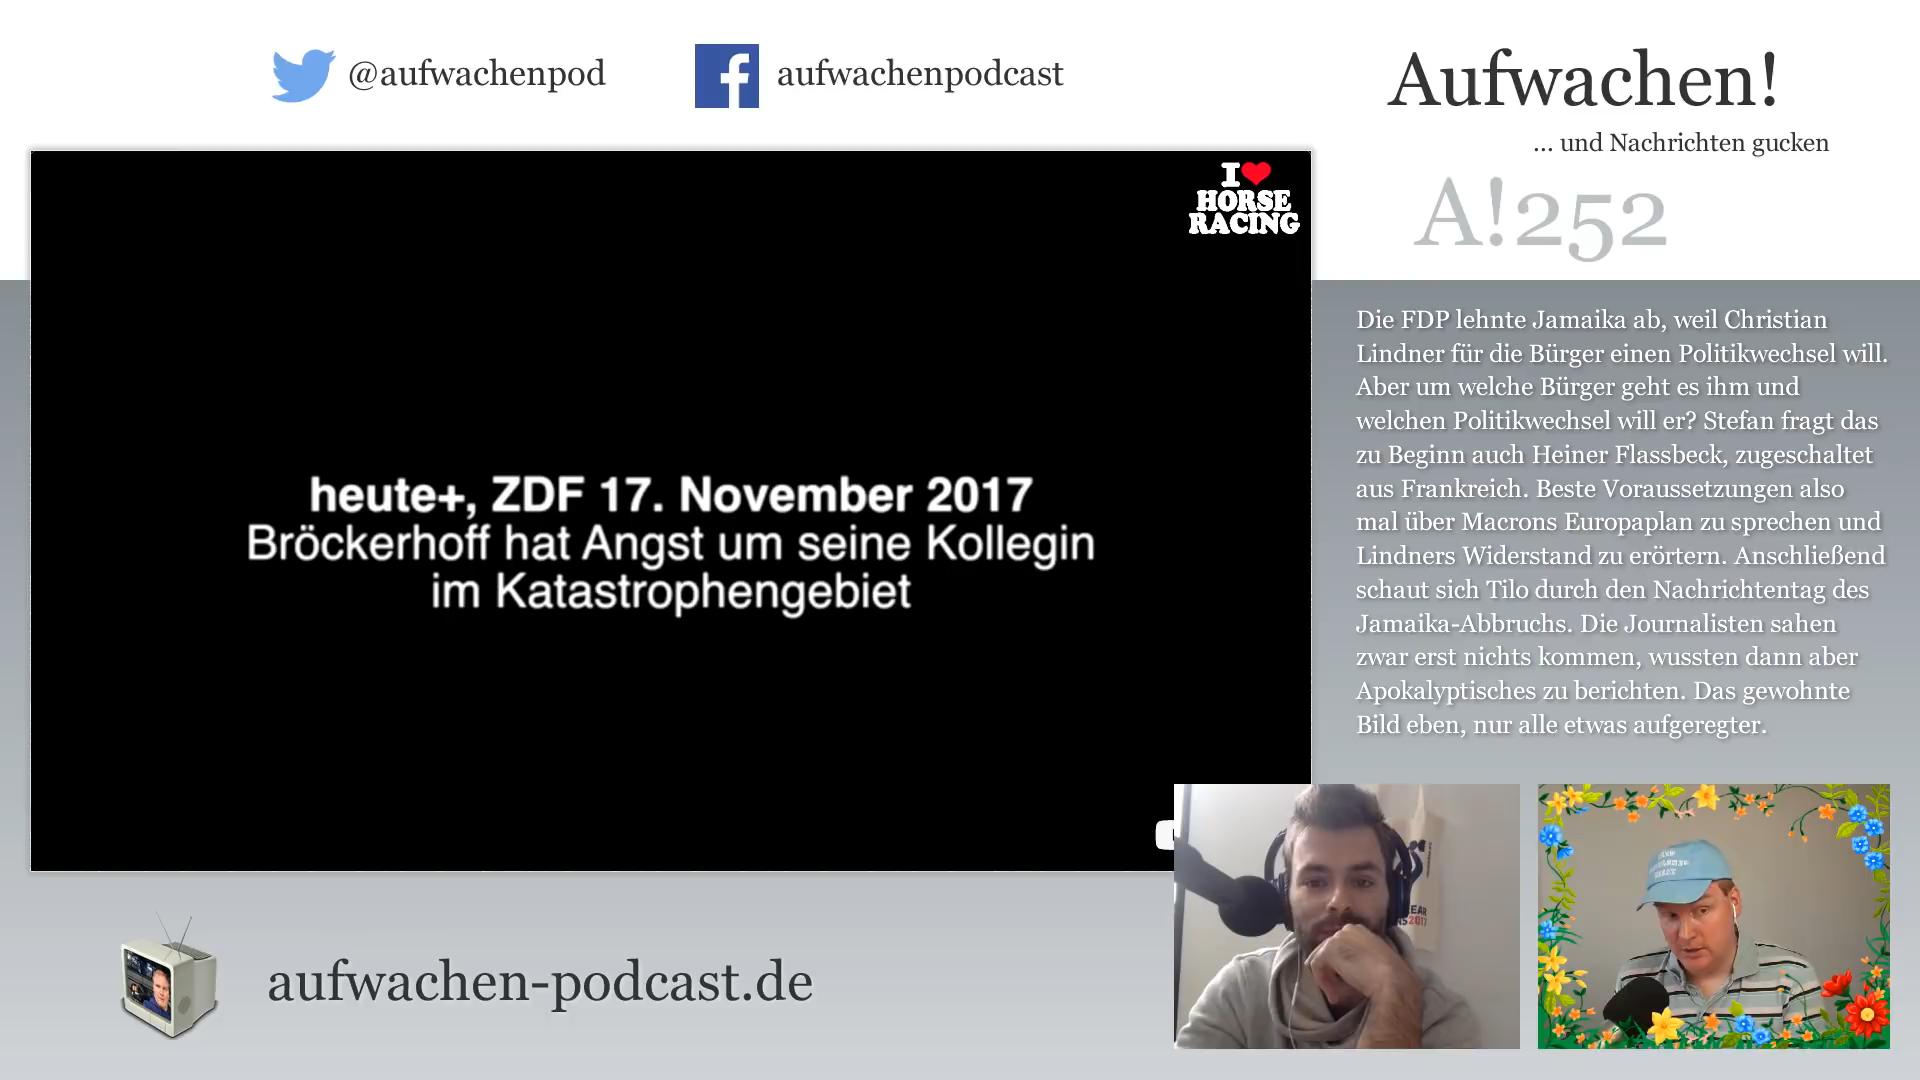 @aufwachenpod
aufwachenpodcast
Aufwachen!
... und Nachrichten gucken
A!252
I
HORSE
RACING
heute+, ZDF 17. November 2017
Bröckerhoff hat Angst um seine Kollegin
im Katastrophengebiet
Die FDP lehnte Jamaika ab, weil Christian
Lindner für die Bürger einen Politikwechsel will.
Aber um welche Bürger geht es ihm und
welchen Politikwechsel will er? Stefan fragt das
zu Beginn auch Heiner Flassbeck, zugeschaltet
aus Frankreich. Beste Voraussetzungen also
mal über Macrons Europaplan zu sprechen und
Lindners Widerstand zu erörtern. Anschließend
schaut sich Tilo durch den Nachrichtentag des
Jamaika-Abbruchs. Die Journalisten sahen
zwar erst nichts kommen, wussten dann aber
Apokalyptisches zu berichten. Das gewohnte
Bild eben, nur alle etwas aufgeregter.
aufwachen-podcast.de